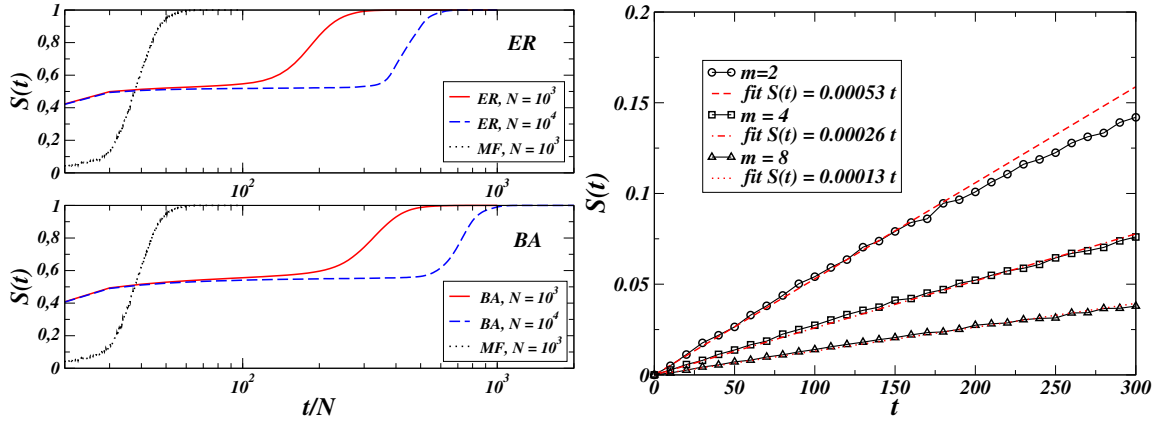 S(t)
1
0,8
0,6
0,4
0,2
0
10²
10³
ER
ER, N = 10³
ER, N = 10⁴
MF, N = 10³
S(t)
1
0,8
0,6
0,4
0,2
0
10²
10³
t/N
BA
BA, N = 10³
BA, N = 10⁴
MF, N = 10³
S(t)
0.2
0.15
0.1
0.05
0
0
50
100
150
200
250
300
t
m=2
fit S(t) = 0.00053 t
m = 4
fit S(t) = 0.00026 t
m = 8
fit S(t) = 0.00013 t